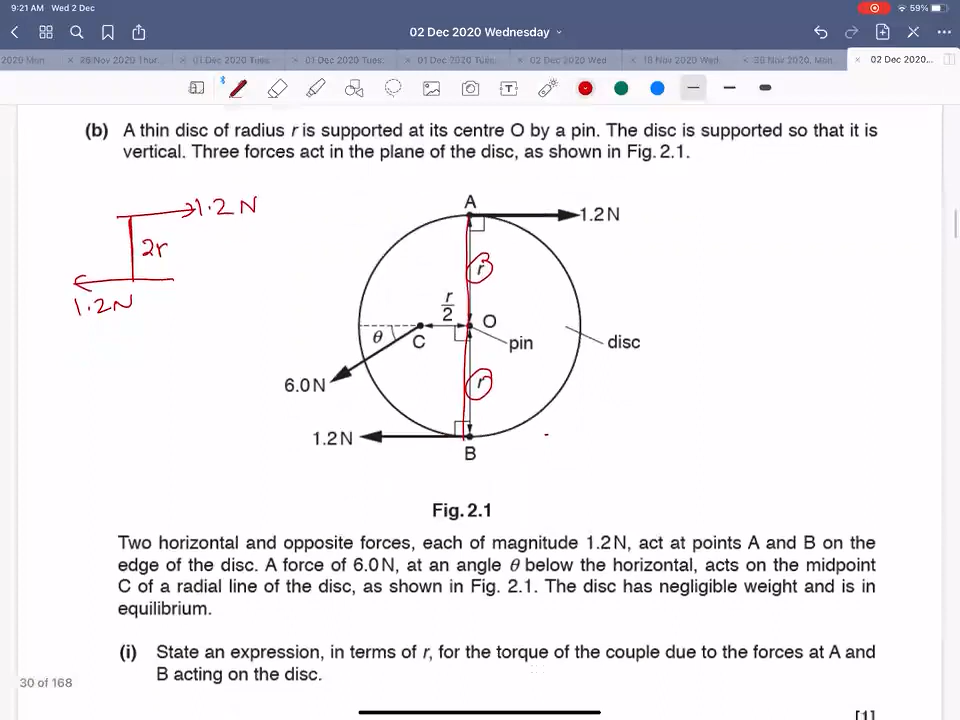 9:21 AM Wed 2 Dec
59%
02 Dec 2020 Wednesday
2020 Mon
26 Nov 2020 Thur...
01 Dec 2020 Tues.
01 Dec 2020 Tues.
01 Dec 2020 Tues.
02 Dec 2020 Wed
18 Nov 2020 Wed.
30 Nov 2020, Mon
02 Dec 2020...
(b) A thin disc of radius r is supported at its centre O by a pin. The disc is supported so that it is
vertical. Three forces act in the plane of the disc, as shown in Fig. 2.1.
1.2 N
2r
1.2N
A
1.2 N
r
r
2
O
θ
C
pin
disc
6.0 N
r
1.2 N
B
Fig. 2.1
Two horizontal and opposite forces, each of magnitude 1.2 N, act at points A and B on the
edge of the disc. A force of 6.0 N, at an angle θ below the horizontal, acts on the midpoint
C of a radial line of the disc, as shown in Fig. 2.1. The disc has negligible weight and is in
equilibrium.
(i) State an expression, in terms of r, for the torque of the couple due to the forces at A and
B acting on the disc.
30 of 168
[1]